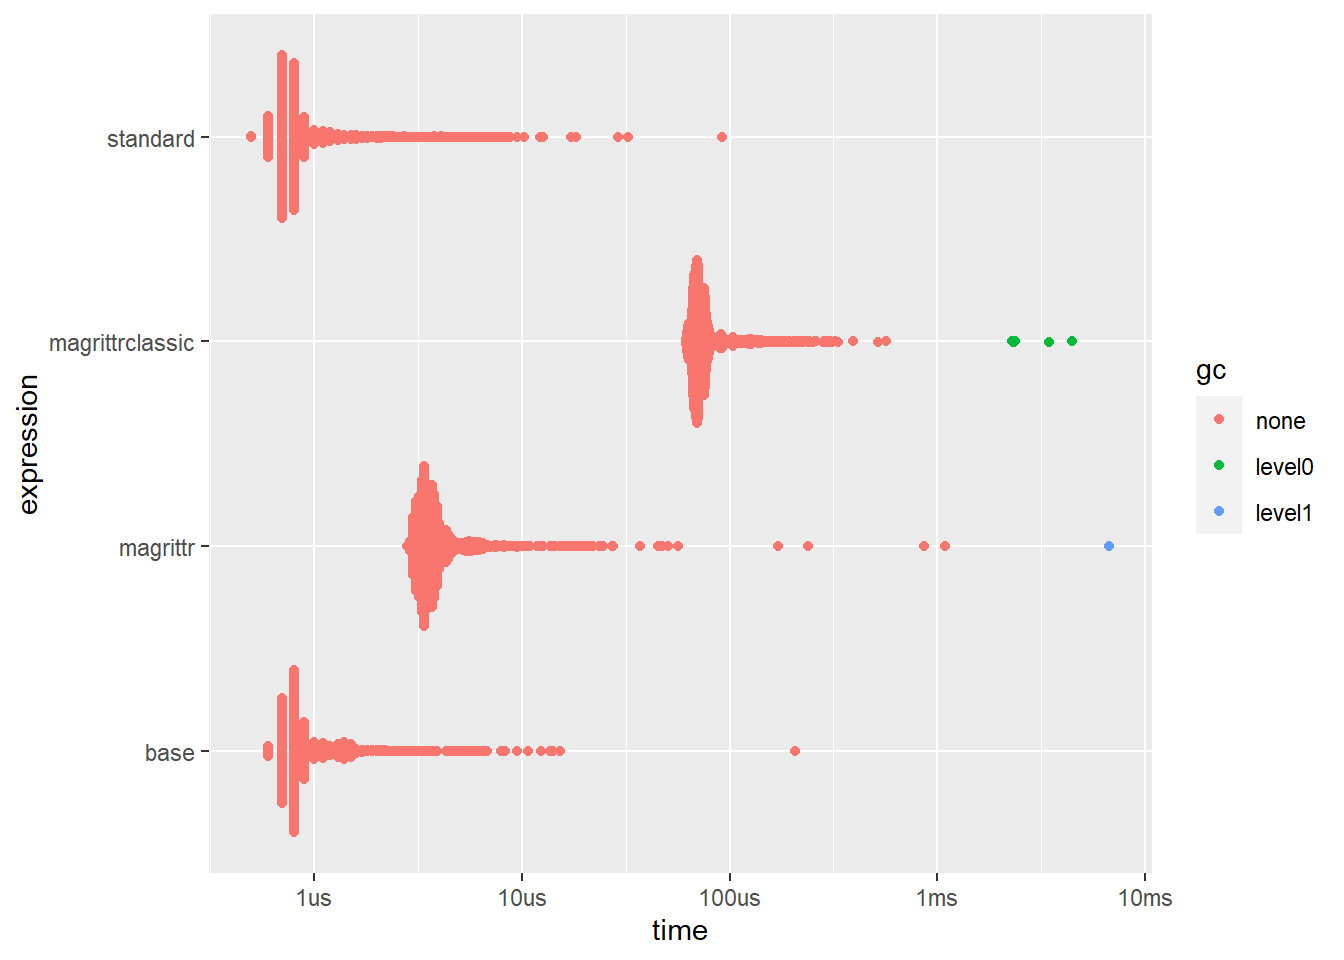 standard
magrittrclassic
magrittr
base
expression
1us 10us 100us 1ms 10ms
time
gc
none
level0
level1